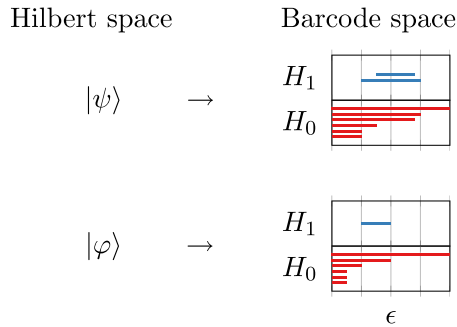 Hilbert space Barcode space
H₁
|ψ⟩ →
H₀
H₁
|φ⟩ →
H₀
ϵ